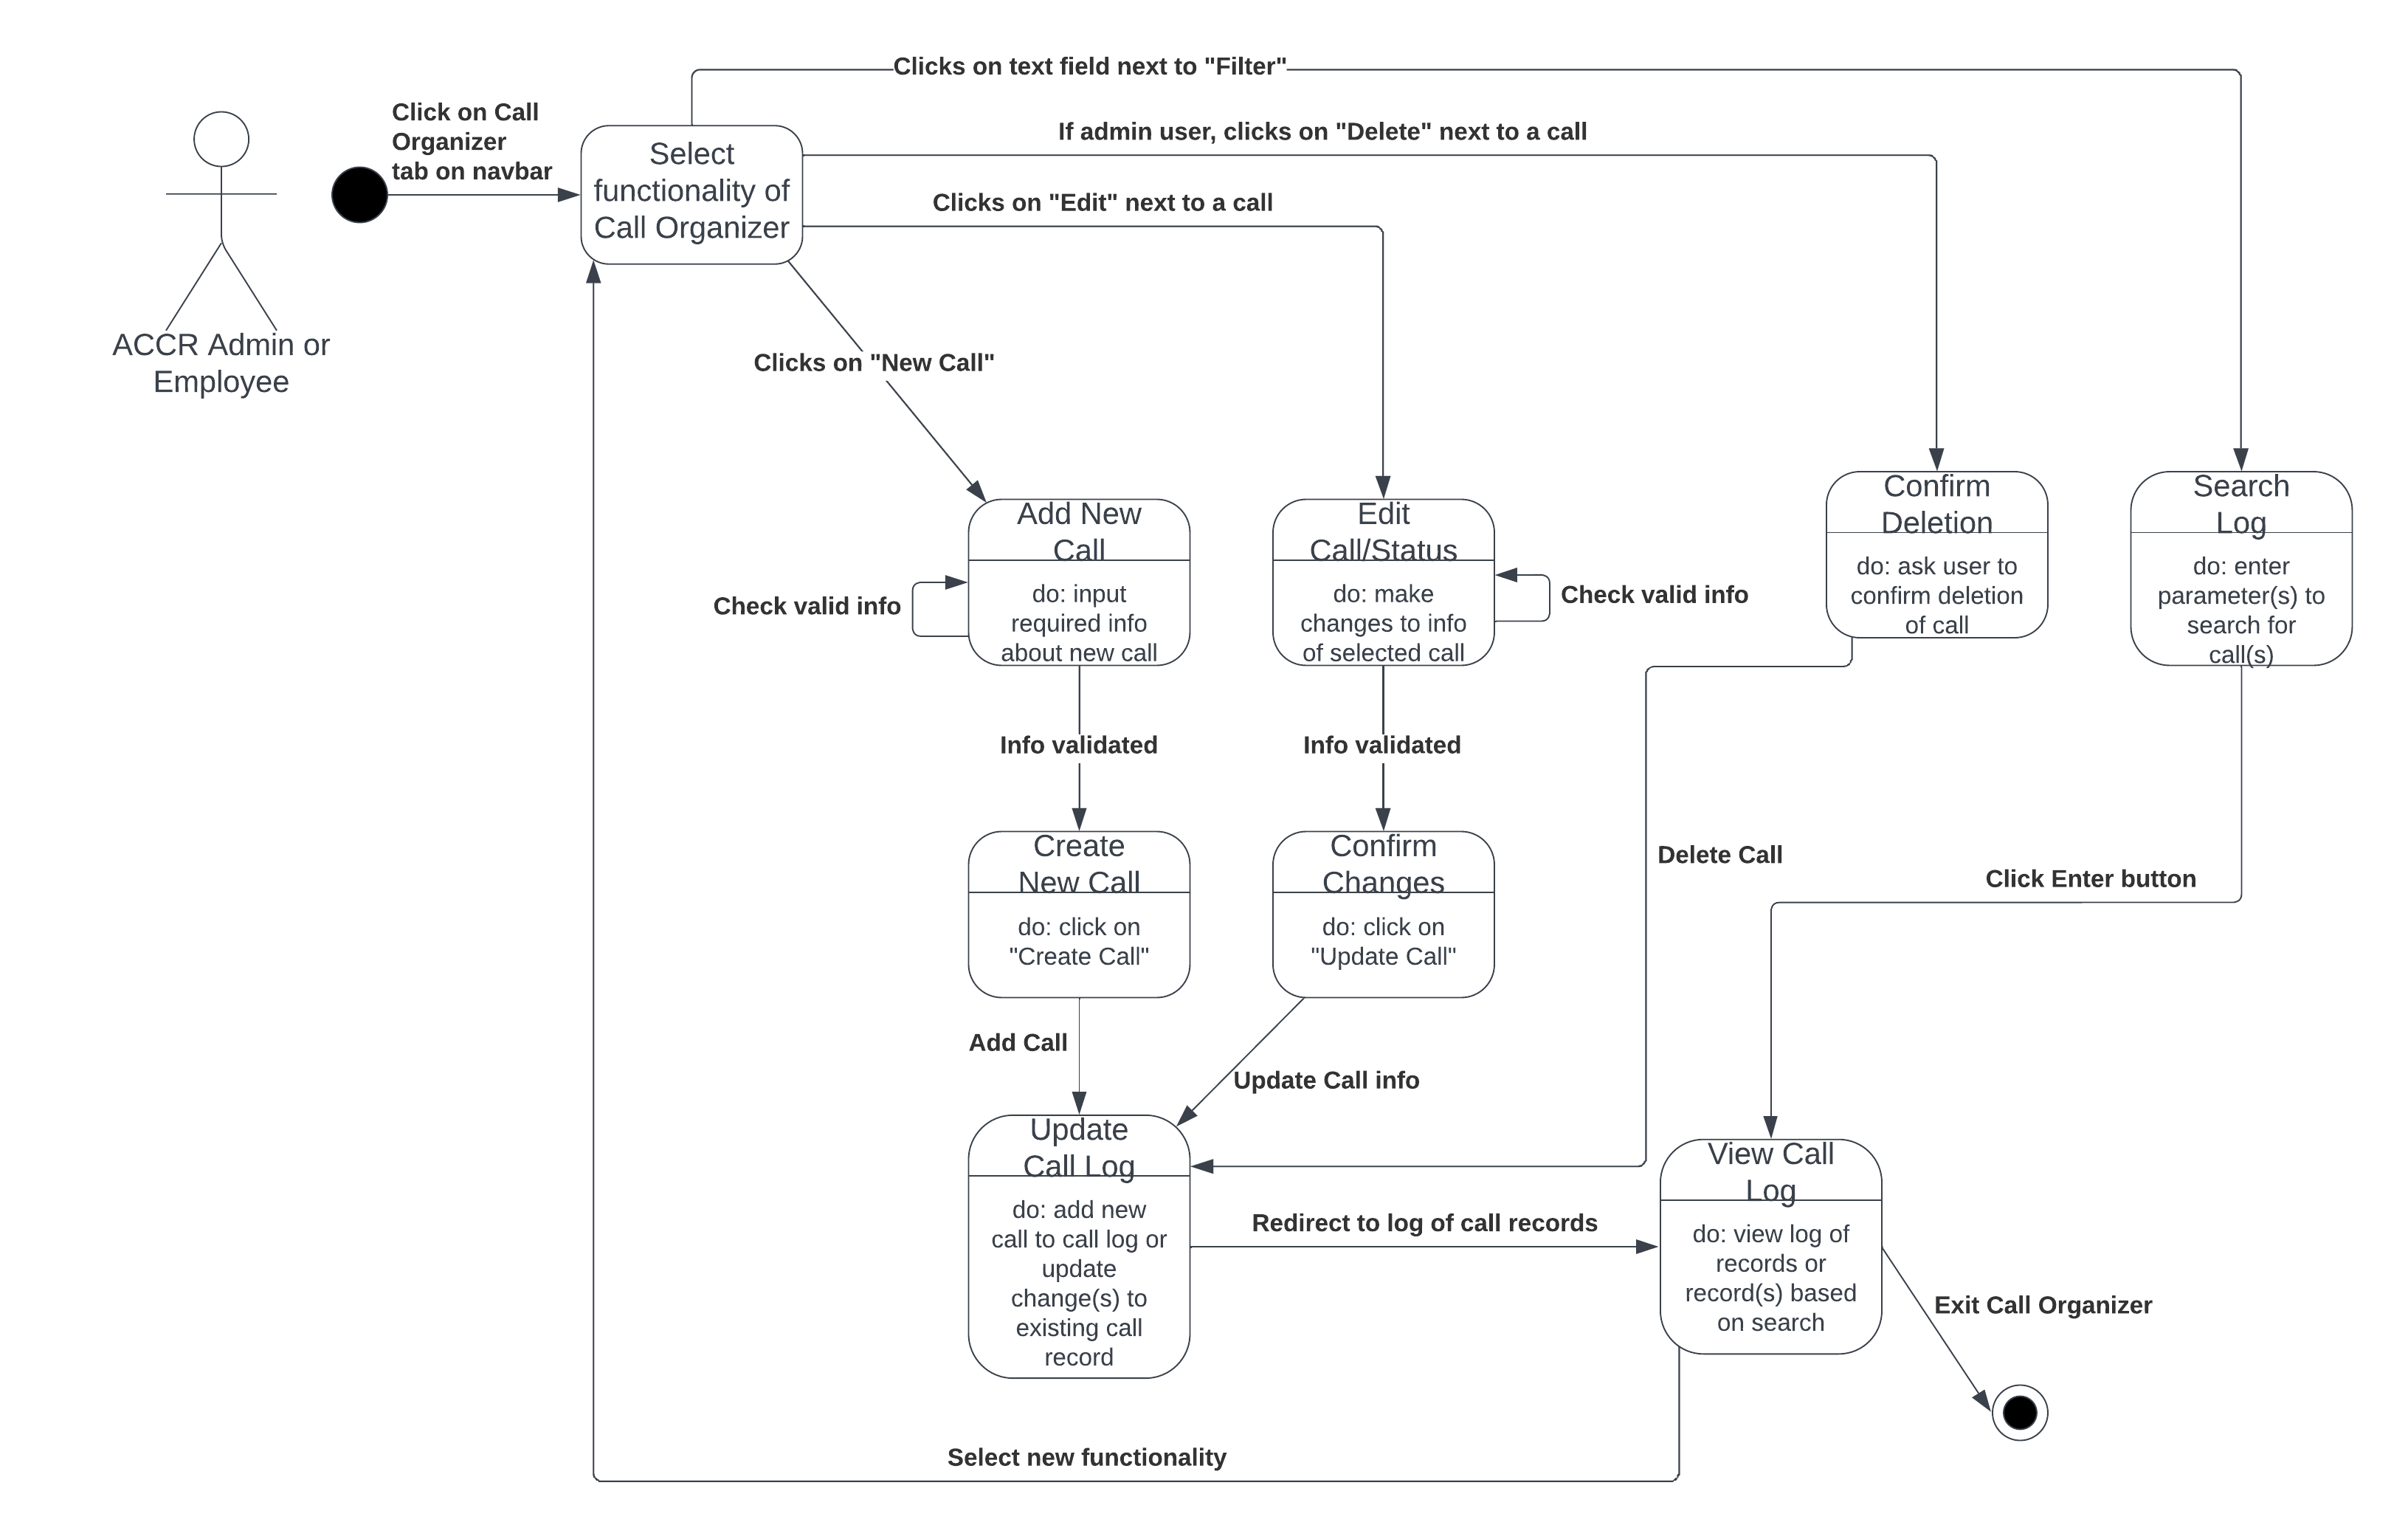 Clicks on text field next to "Filter"
Click on Call
Organizer
tab on navbar
If admin user, clicks on "Delete" next to a call
Select
functionality of
Call Organizer
Clicks on "Edit" next to a call
ACCR Admin or
Employee
Clicks on "New Call"
Add New
Call
do: input
required info
about new call
Check valid info
Edit
Call/Status
do: make
changes to info
of selected call
Check valid info
Confirm
Deletion
do: ask user to
confirm deletion
of call
Search
Log
do: enter
parameter(s) to
search for
call(s)
Info validated
Info validated
Create
New Call
do: click on
"Create Call"
Confirm
Changes
do: click on
"Update Call"
Delete Call
Click Enter button
Add Call
Update Call info
Update
Call Log
do: add new
call to call log or
update
change(s) to
existing call
record
Redirect to log of call records
View Call
Log
do: view log of
records or
record(s) based
on search
Exit Call Organizer
Select new functionality